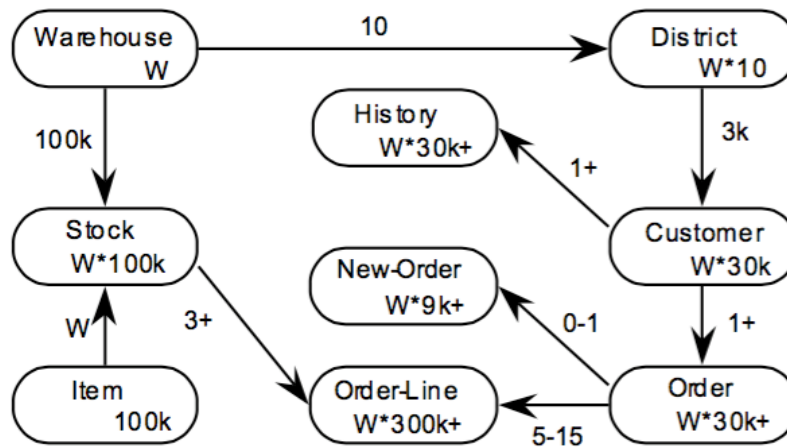 Warehouse
W
10
District
W*10
100k
History
W*30k+
1+
3k
Stock
W*100k
New-Order
W*9k+
Customer
W*30k
W
3+
0-1
1+
Item
100k
Order-Line
W*300k+
5-15
Order
W*30k+